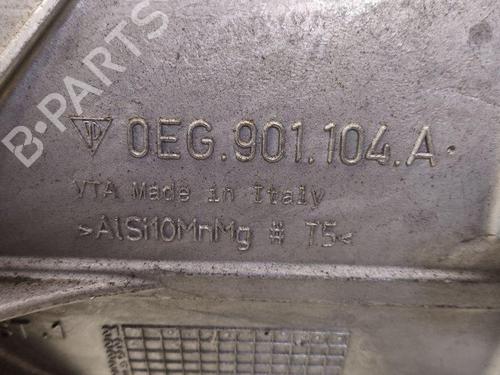 B-PARTS
0EG.901.104.A
VTA Made in Italy
>AlSi10MnMg # T5<